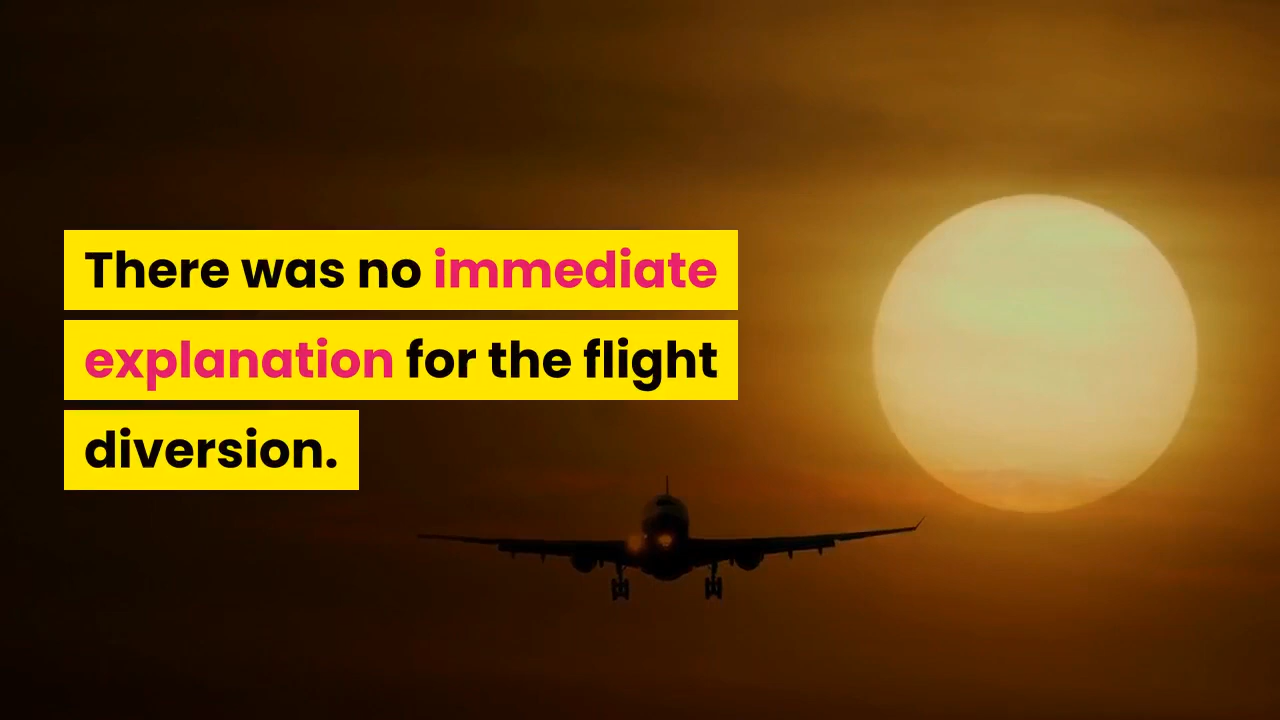 There was no immediate
explanation for the flight
diversion.